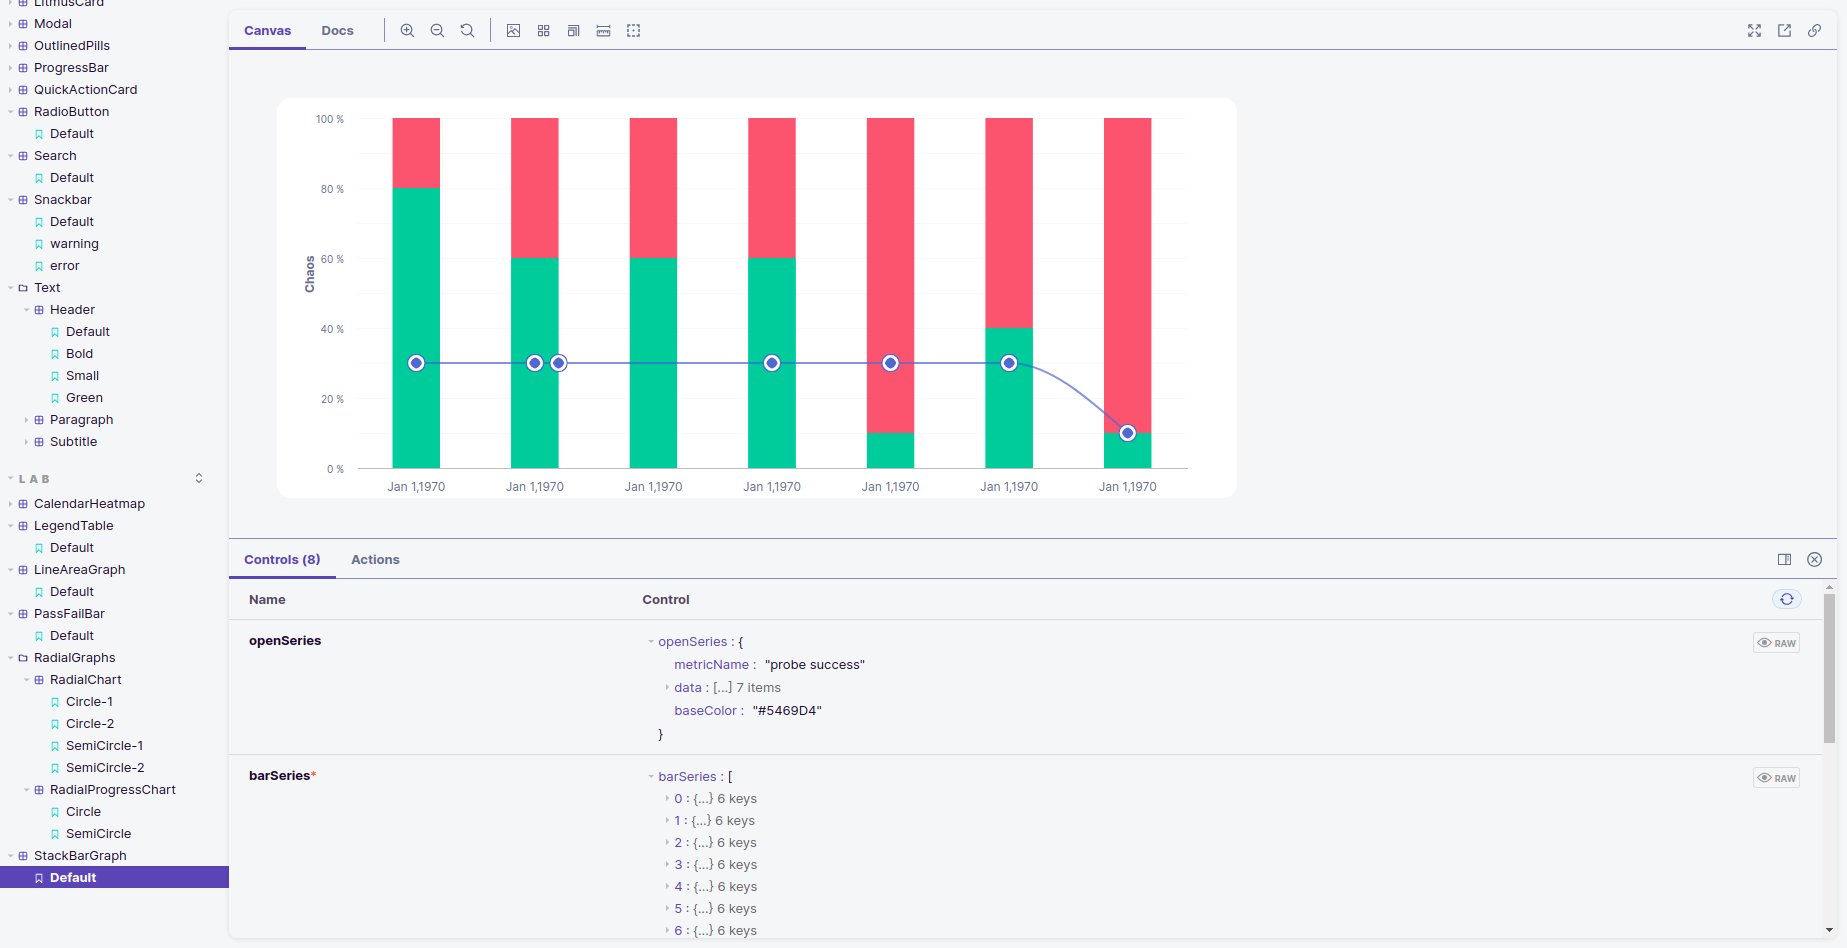 LitmusCard
Modal
OutlinedPills
ProgressBar
QuickActionCard
RadioButton
Default
Search
Default
Snackbar
Default
warning
error
Text
Header
Default
Bold
Small
Green
Paragraph
Subtitle
LAB
CalendarHeatmap
LegendTable
Default
LineAreaGraph
Default
PassFailBar
Default
RadialGraphs
RadialChart
Circle-1
Circle-2
SemiCircle-1
SemiCircle-2
RadialProgressChart
Circle
SemiCircle
StackBarGraph
Default
Canvas Docs
100 %
80 %
60 %
40 %
20 %
0 %
Chaos
Jan 1,1970 Jan 1,1970 Jan 1,1970 Jan 1,1970 Jan 1,1970 Jan 1,1970 Jan 1,1970
Controls (8) Actions
Name Control
openSeries
openSeries : {
RAW
metricName : "probe success"
data : [...] 7 items
baseColor : "#5469D4"
}
barSeries*
barSeries : [
RAW
0 : {...} 6 keys
1 : {...} 6 keys
2 : {...} 6 keys
3 : {...} 6 keys
4 : {...} 6 keys
5 : {...} 6 keys
6 : {...} 6 keys